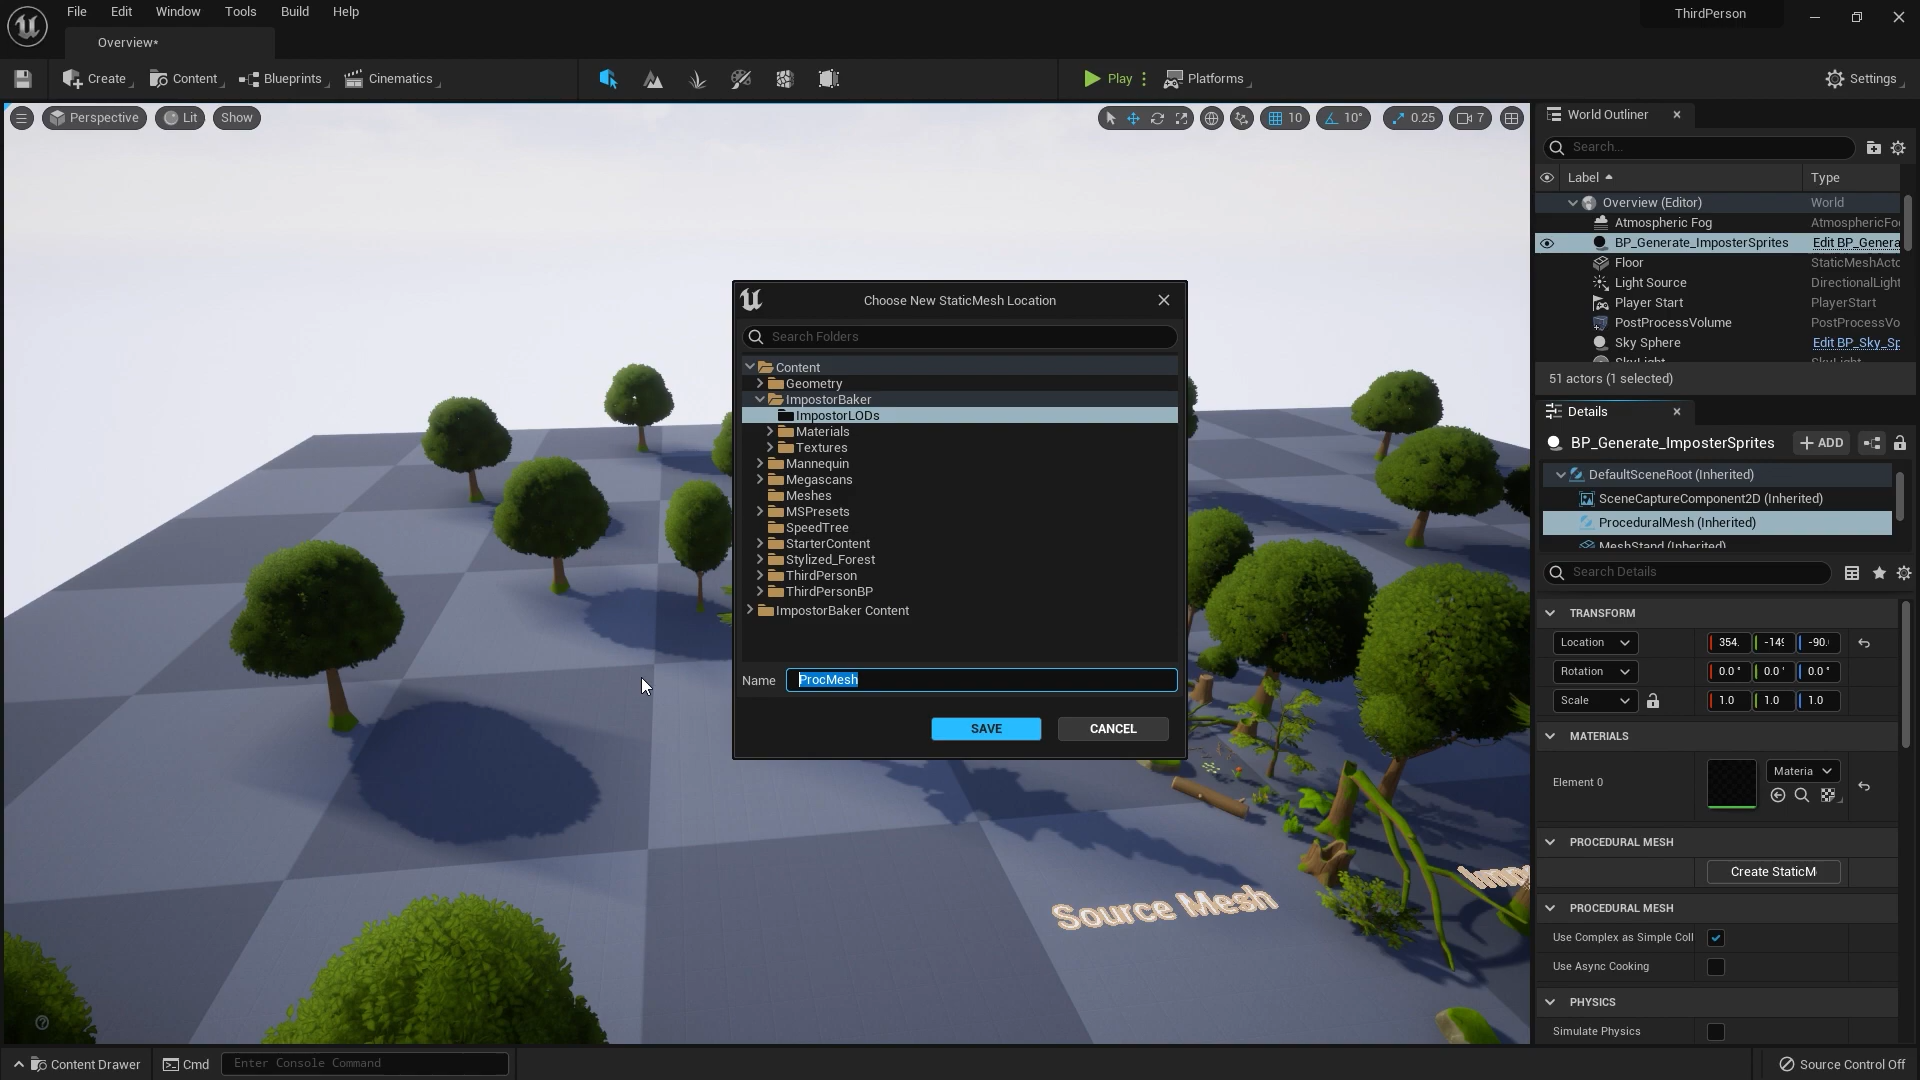 File Edit Window Tools Build Help
ThirdPerson
Overview*
Create Content Blueprints Cinematics Play Platforms Settings
Perspective Lit Show 10 10° 0.25 7
World Outliner
Search...
Label Type
Overview (Editor) World
Atmospheric Fog AtmosphericFo
BP_Generate_ImposterSprites Edit BP_Genera
Floor StaticMeshActo
Light Source DirectionalLight
Player Start PlayerStart
PostProcessVolume PostProcessVo
Sky Sphere Edit BP_Sky_Sp
SkyLight SkyLight
51 actors (1 selected)
Choose New StaticMesh Location
Search Folders
Content
Geometry
ImpostorBaker
ImpostorLODs
Materials
Textures
Mannequin
Megascans
Meshes
MSPresets
SpeedTree
StarterContent
Stylized_Forest
ThirdPerson
ThirdPersonBP
ImpostorBaker Content
Name ProcMesh
SAVE CANCEL
Source Mesh
Details
BP_Generate_ImposterSprites ADD
DefaultSceneRoot (Inherited)
SceneCaptureComponent2D (Inherited)
ProceduralMesh (Inherited)
MeshStand (Inherited)
Search Details
TRANSFORM
Location 354. -149 -90.
Rotation 0.0 ° 0.0 ° 0.0 °
Scale 1.0 1.0 1.0
MATERIALS
Element 0 Materia
PROCEDURAL MESH
Create StaticM
PROCEDURAL MESH
Use Complex as Simple Coll
Use Async Cooking
PHYSICS
Simulate Physics
Content Drawer Cmd Enter Console Command Source Control Off